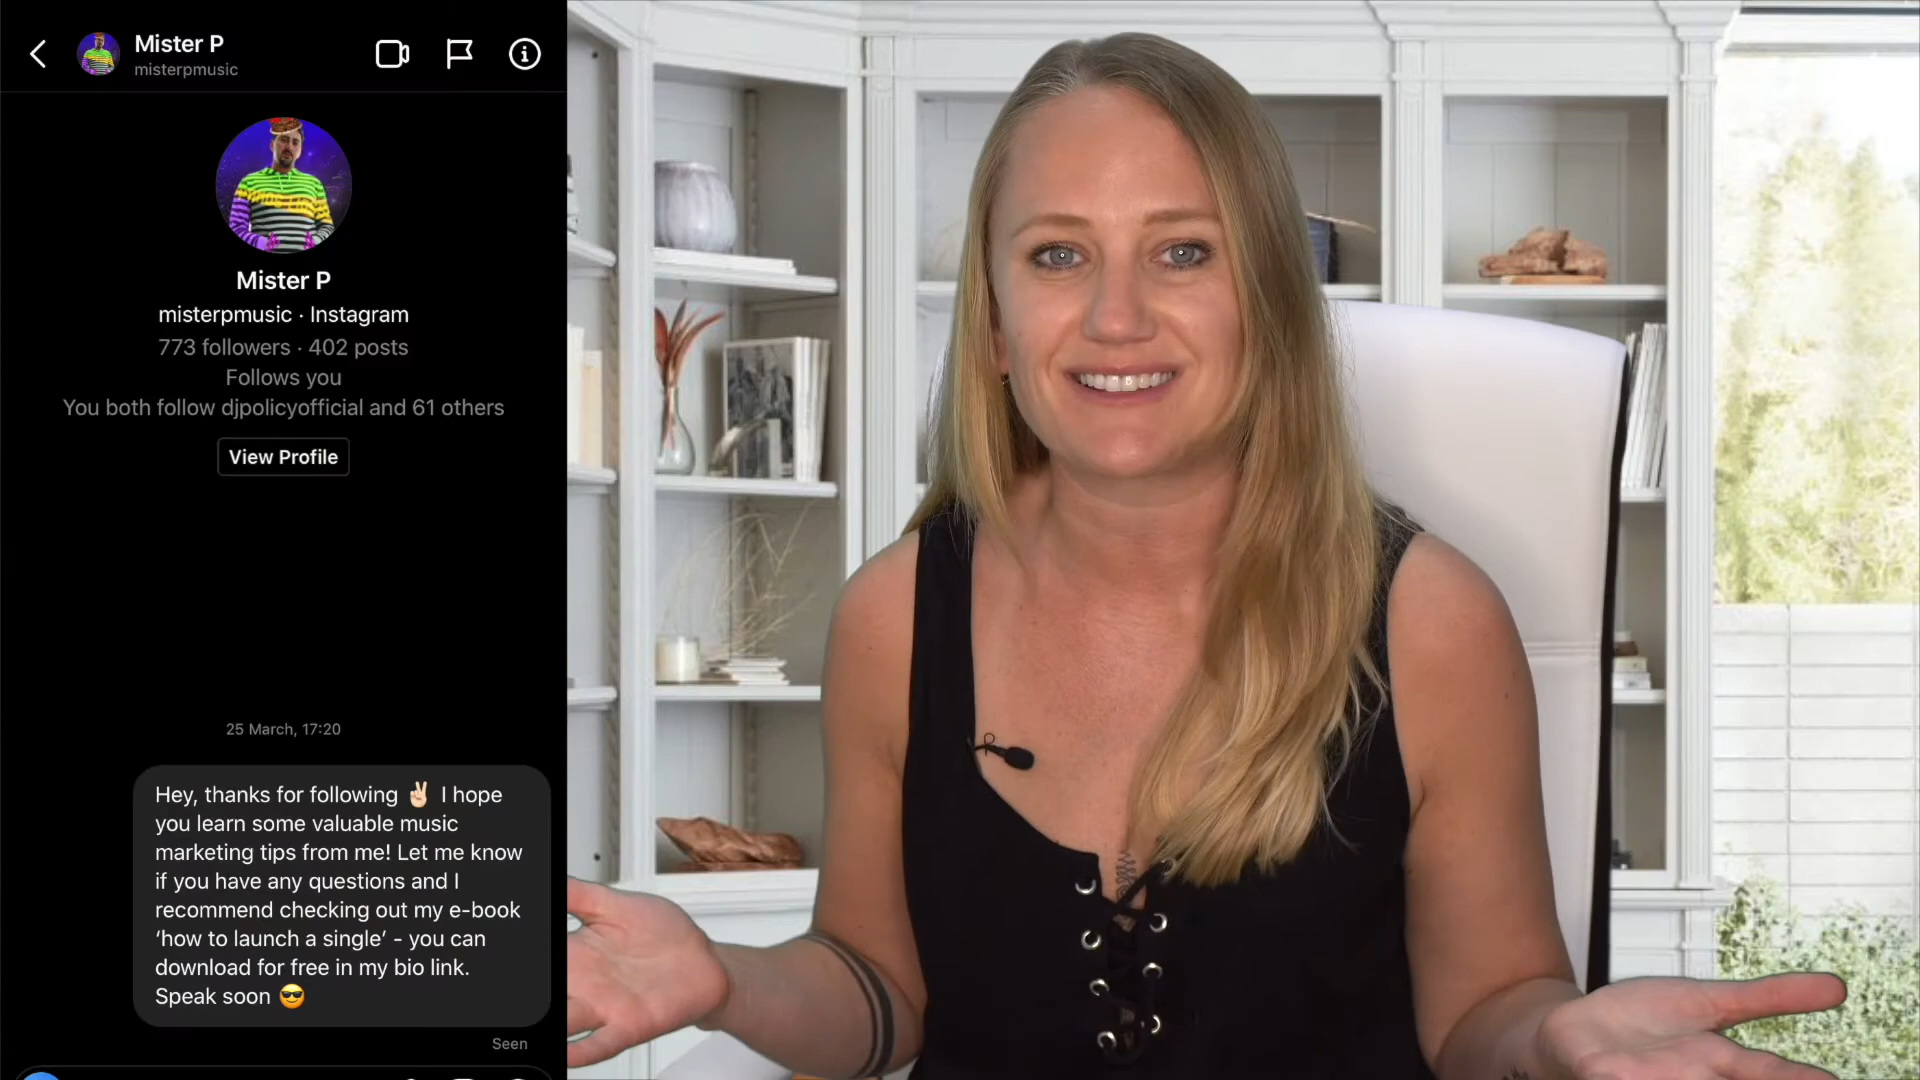 Mister P
misterpmusic
Mister P
misterpmusic · Instagram
773 followers · 402 posts
Follows you
You both follow djpolicyofficial and 61 others
View Profile
25 March, 17:20
Hey, thanks for following ✌🏻 I hope
you learn some valuable music
marketing tips from me! Let me know
if you have any questions and I
recommend checking out my e-book
‘how to launch a single’ - you can
download for free in my bio link.
Speak soon 😎
Seen